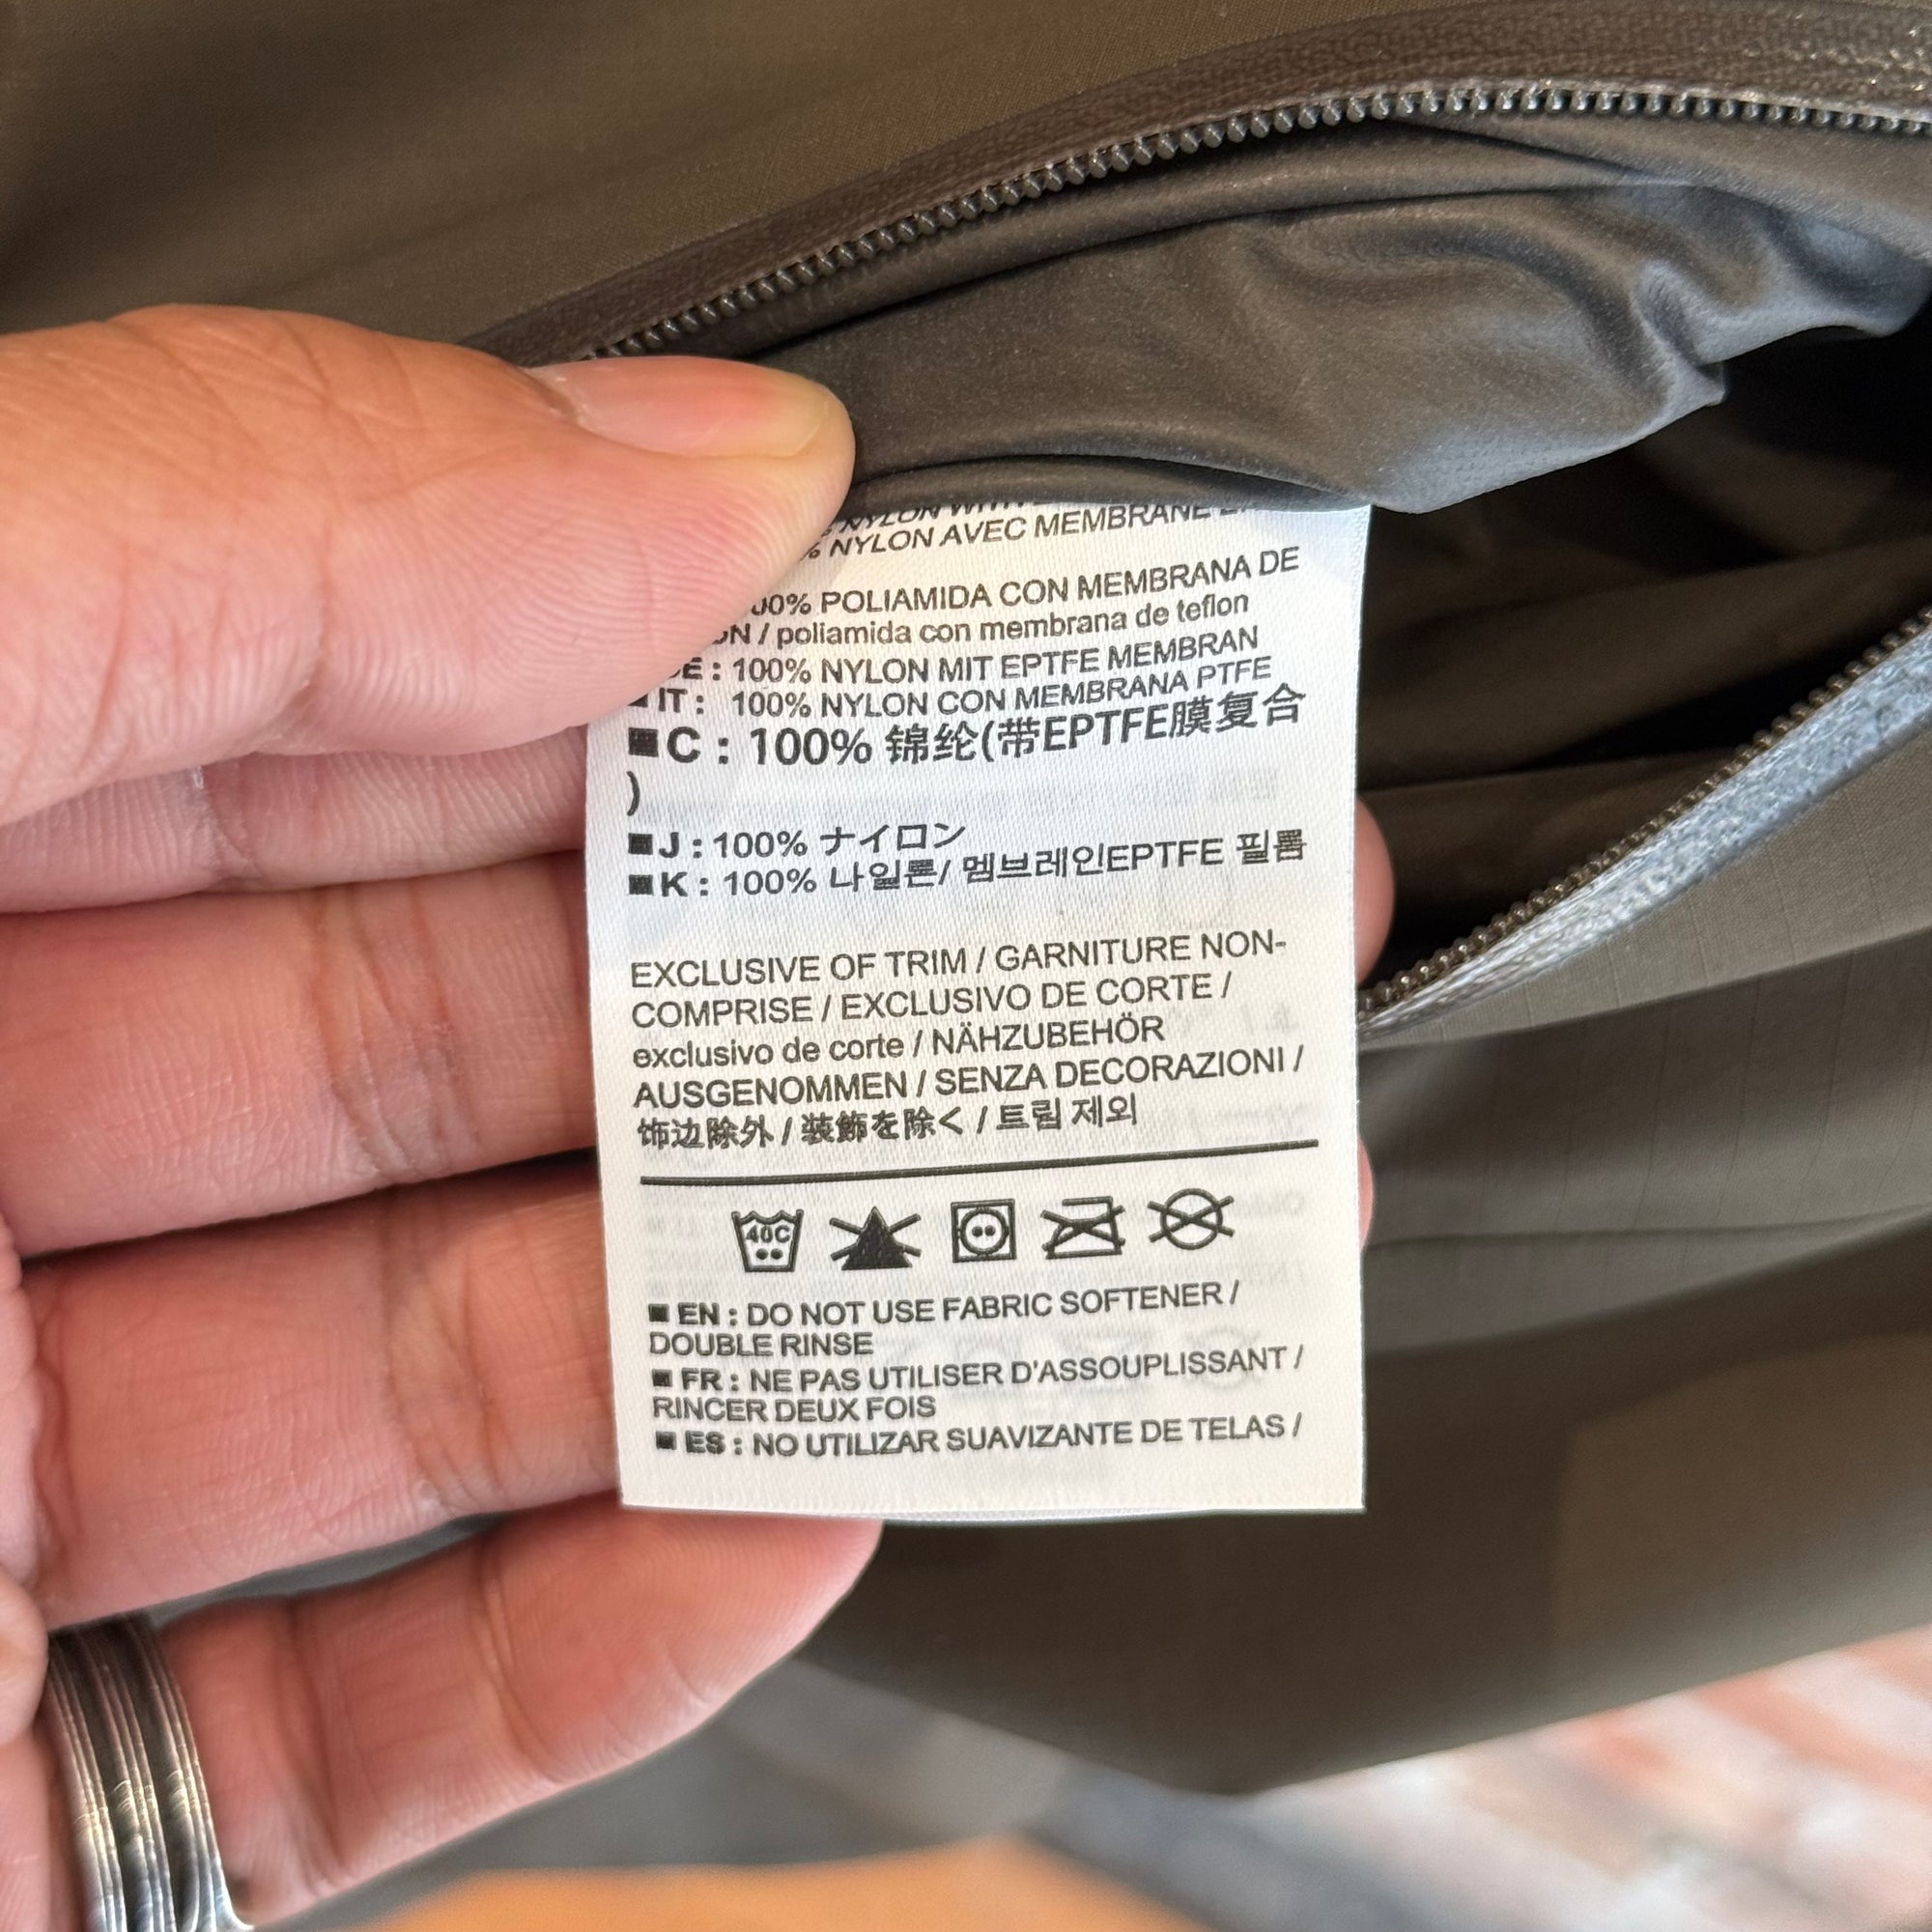 % NYLON AVEC MEMBRANE
00% POLIAMIDA CON MEMBRANA DE
ON / poliamida con membrana de teflon
DE : 100% NYLON MIT EPTFE MEMBRAN
■ IT : 100% NYLON CON MEMBRANA PTFE
■ C : 100% 锦纶(带EPTFE膜复合
)
■ J : 100% ナイロン
■ K : 100% 나일론/ 멤브레인EPTFE 필름
EXCLUSIVE OF TRIM / GARNITURE NON-
COMPRISE / EXCLUSIVO DE CORTE /
exclusivo de corte / NÄHZUBEHÖR
AUSGENOMMEN / SENZA DECORAZIONI /
饰边除外 / 装飾を除く / 트림 제외
40C
■ EN : DO NOT USE FABRIC SOFTENER /
DOUBLE RINSE
■ FR : NE PAS UTILISER D'ASSOUPLISSANT /
RINCER DEUX FOIS
■ ES : NO UTILIZAR SUAVIZANTE DE TELAS /